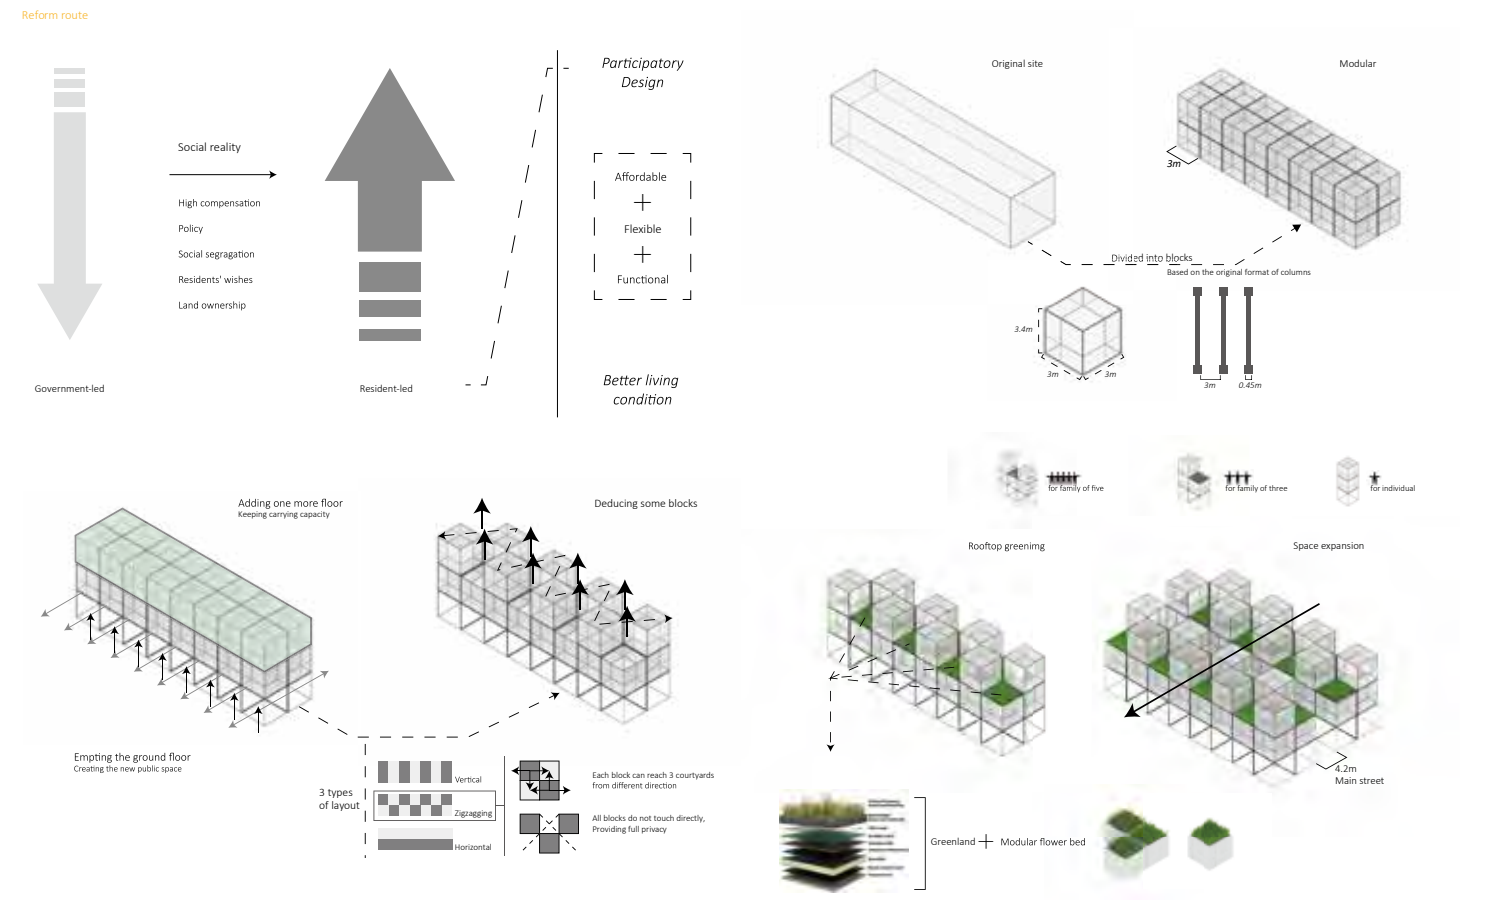 Reform route
Social reality
High compensation
Policy
Social segragation
Residents' wishes
Land ownership
Government-led
Resident-led
Participatory
Design
Affordable
+
Flexible
+
Functional
Better living
condition
Original site
Modular
3m
Divided into blocks
Based on the original format of columns
3.4m
3m
3m
3m
0.45m
Adding one more floor
Keeping carrying capacity
Deducing some blocks
Empting the ground floor
Creating the new public space
3 types
of layout
Vertical
Zigzagging
Horizontal
Each block can reach 3 courtyards
from different direction
All blocks do not touch directly,
Providing full privacy
for family of five
for family of three
for individual
Rooftop greenimg
Space expansion
4.2m
Main street
Greenland + Modular flower bed